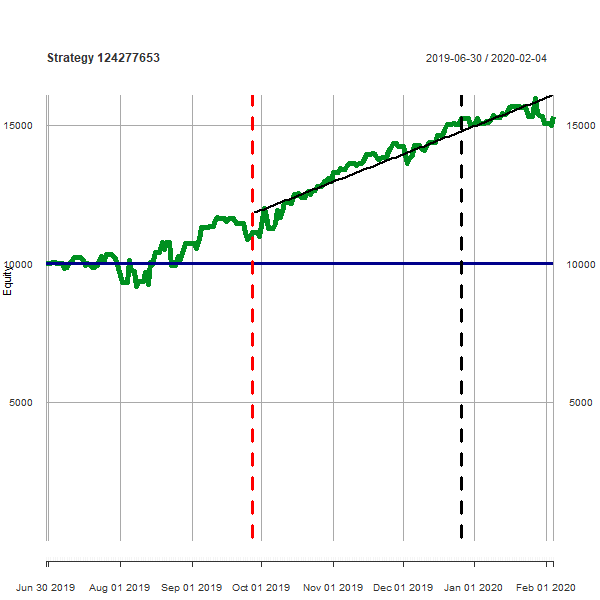 Strategy 124277653 2019-06-30 / 2020-02-04
15000 15000
10000 10000
Equity
5000 5000
Jun 30 2019 Aug 01 2019 Sep 01 2019 Oct 01 2019 Nov 01 2019 Dec 01 2019 Jan 01 2020 Feb 01 2020